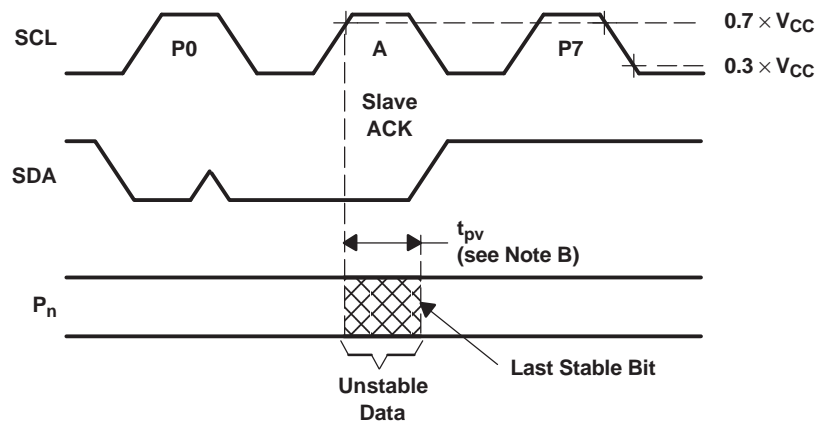 SCL
P0
A
P7
0.7 × VCC
0.3 × VCC
Slave
ACK
SDA
tpv
(see Note B)
Pn
Last Stable Bit
Unstable
Data